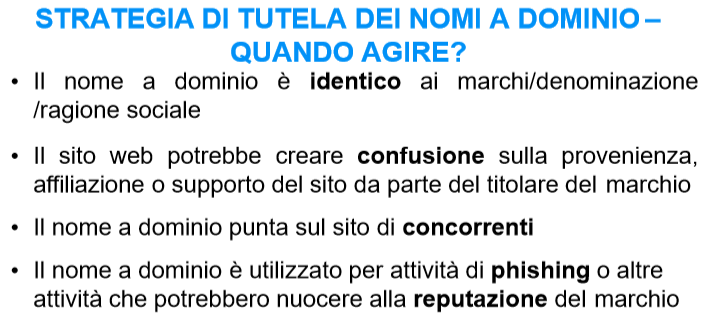 STRATEGIA DI TUTELA DEI NOMI A DOMINIO –
QUANDO AGIRE?
• Il nome a dominio è identico ai marchi/denominazione
/ragione sociale
• Il sito web potrebbe creare confusione sulla provenienza,
affiliazione o supporto del sito da parte del titolare del marchio
• Il nome a dominio punta sul sito di concorrenti
• Il nome a dominio è utilizzato per attività di phishing o altre
attività che potrebbero nuocere alla reputazione del marchio